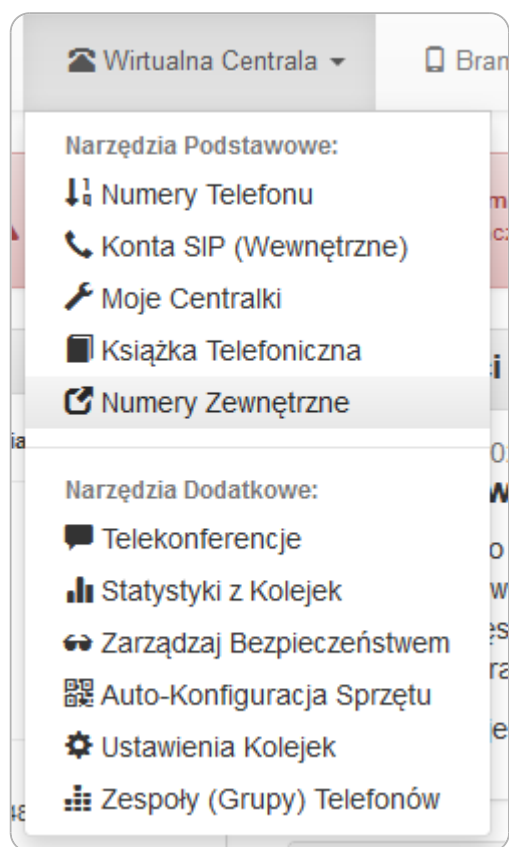 Wirtualna Centrala
Narzędzia Podstawowe:
Numery Telefonu
Konta SIP (Wewnętrzne)
Moje Centralki
Książka Telefoniczna
Numery Zewnętrzne
Narzędzia Dodatkowe:
Telekonferencje
Statystyki z Kolejek
Zarządzaj Bezpieczeństwem
Auto-Konfiguracja Sprzętu
Ustawienia Kolejek
Zespoły (Grupy) Telefonów